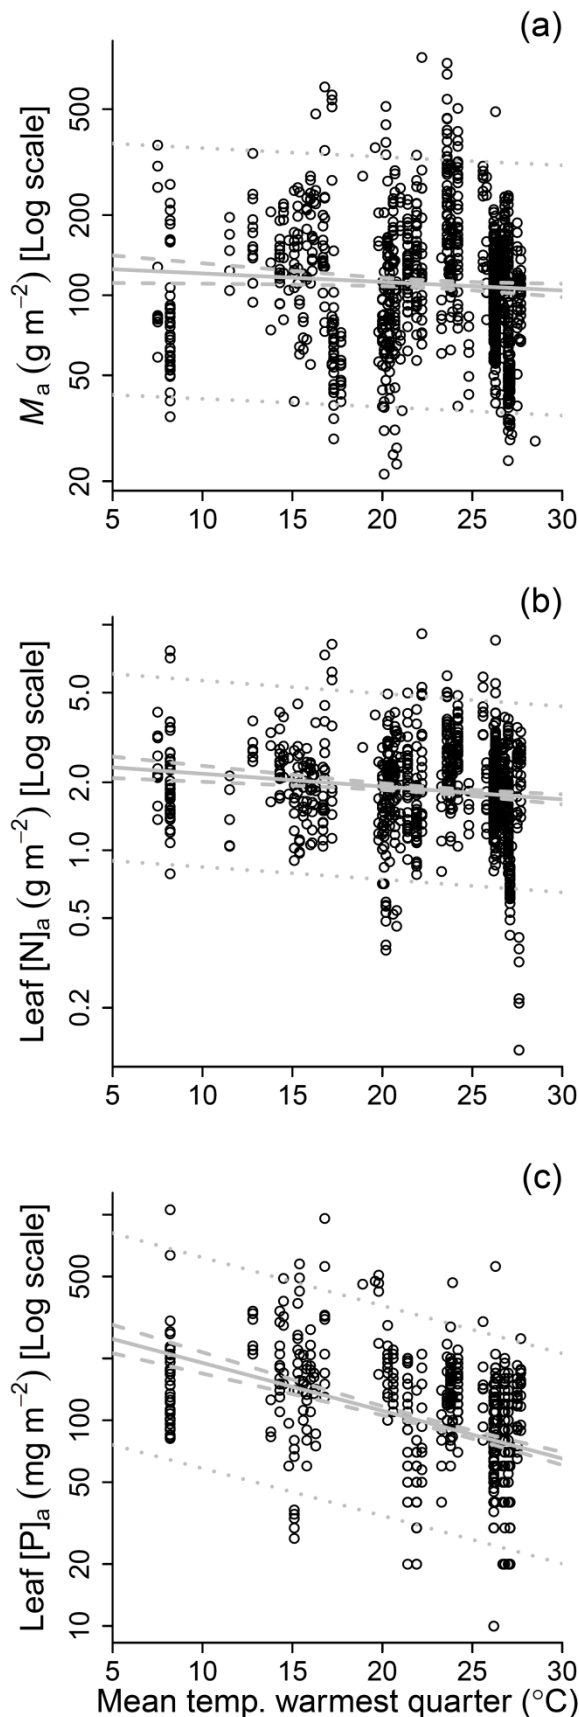 (a)
M a (g m −2) [Log scale]
500
200
100
50
20
5 10 15 20 25 30
(b)
Leaf [N] a (g m −2) [Log scale]
5.0
2.0
1.0
0.5
0.2
5 10 15 20 25 30
(c)
Leaf [P] a (mg m −2) [Log scale]
500
100
50
20
10
5 10 15 20 25 30
Mean temp. warmest quarter (°C)